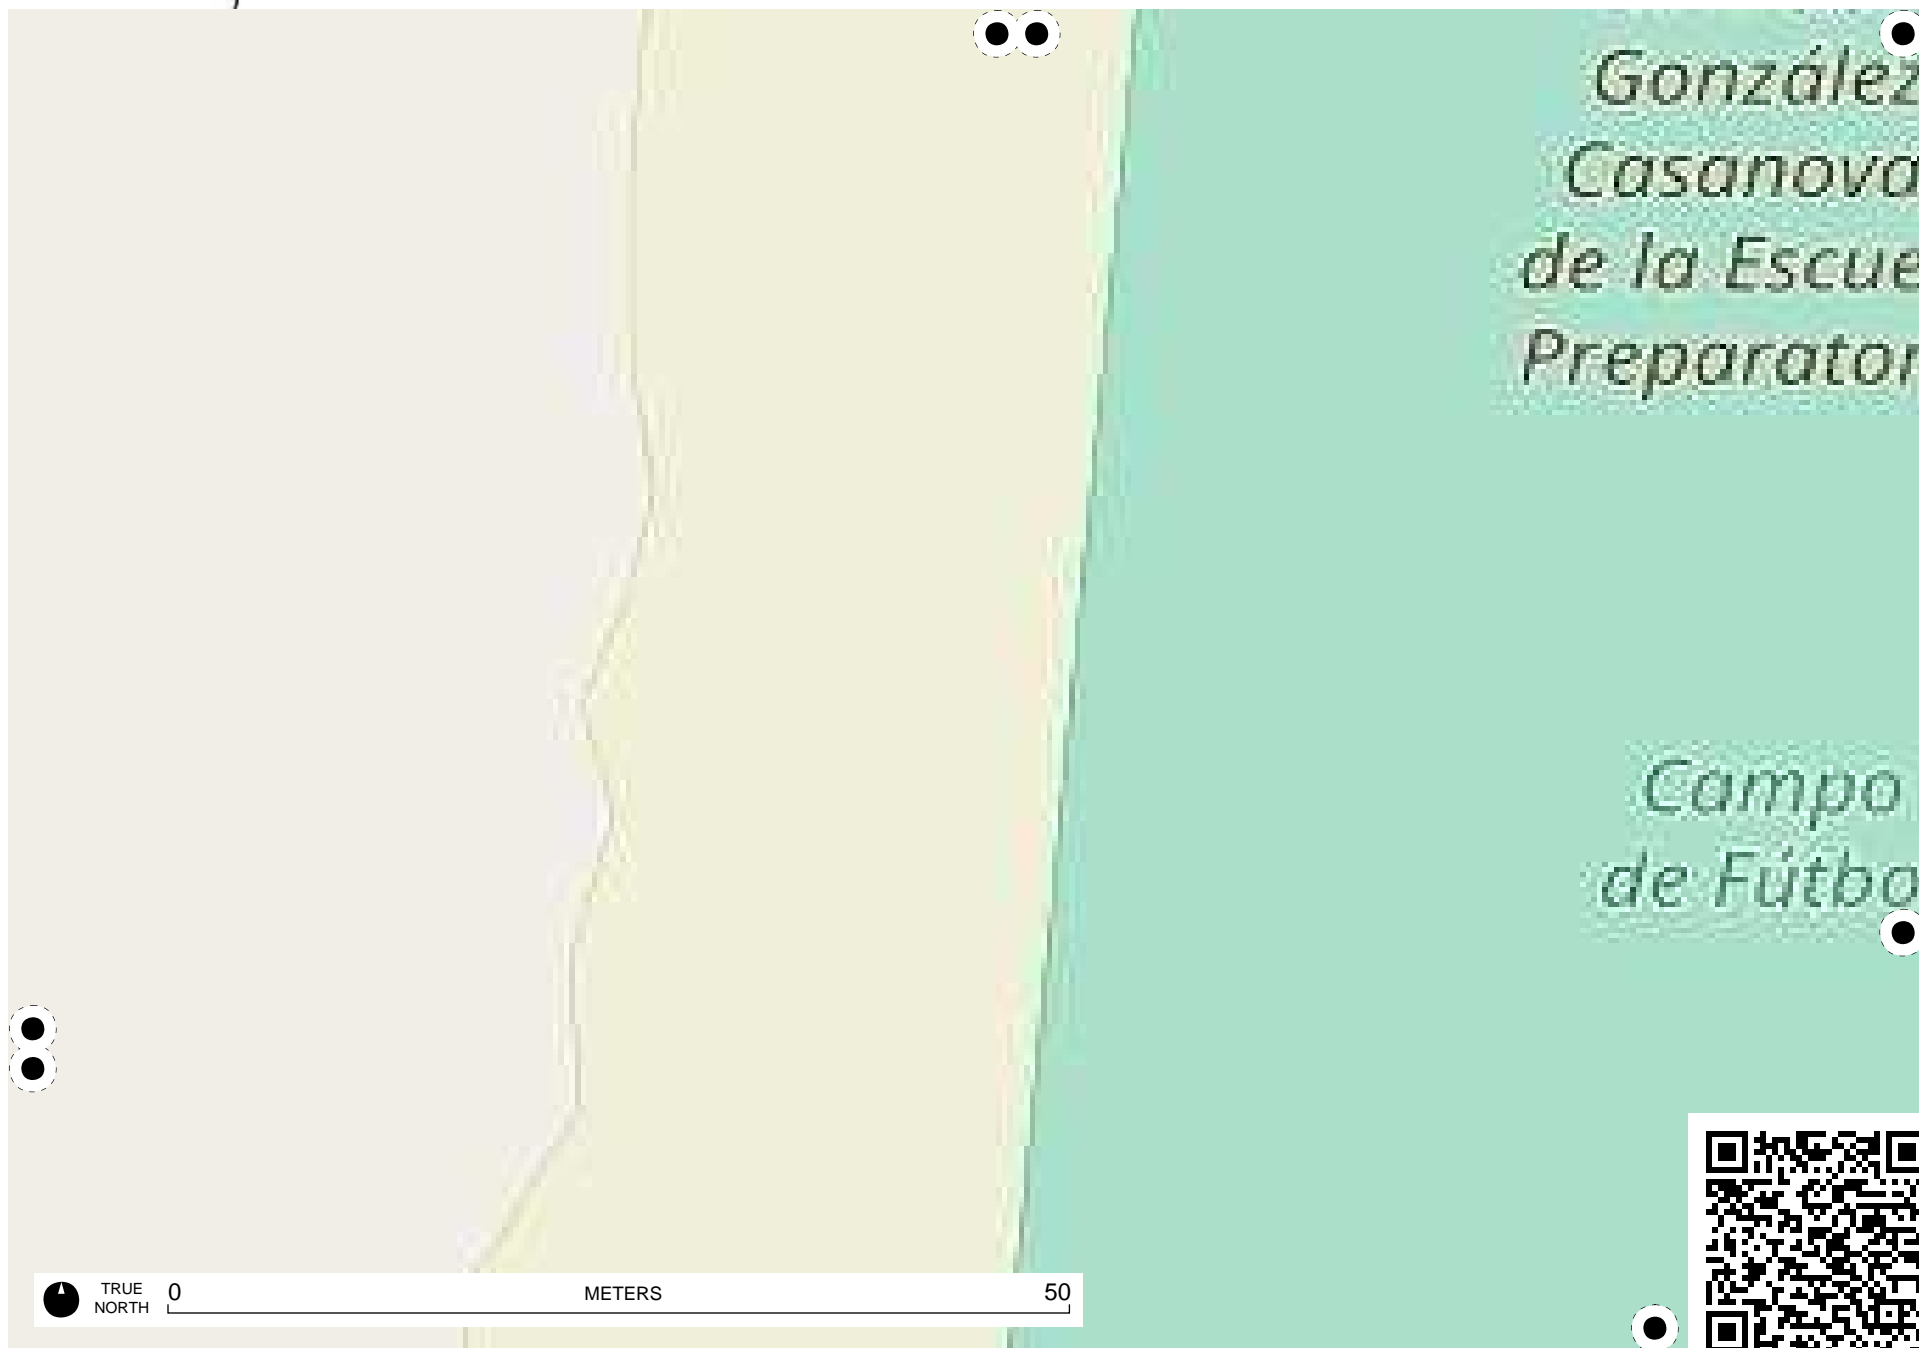 González
Casanova
de la Escue
Preparator
Campo
de Fútbo
TRUE
NORTH
0
METERS
50